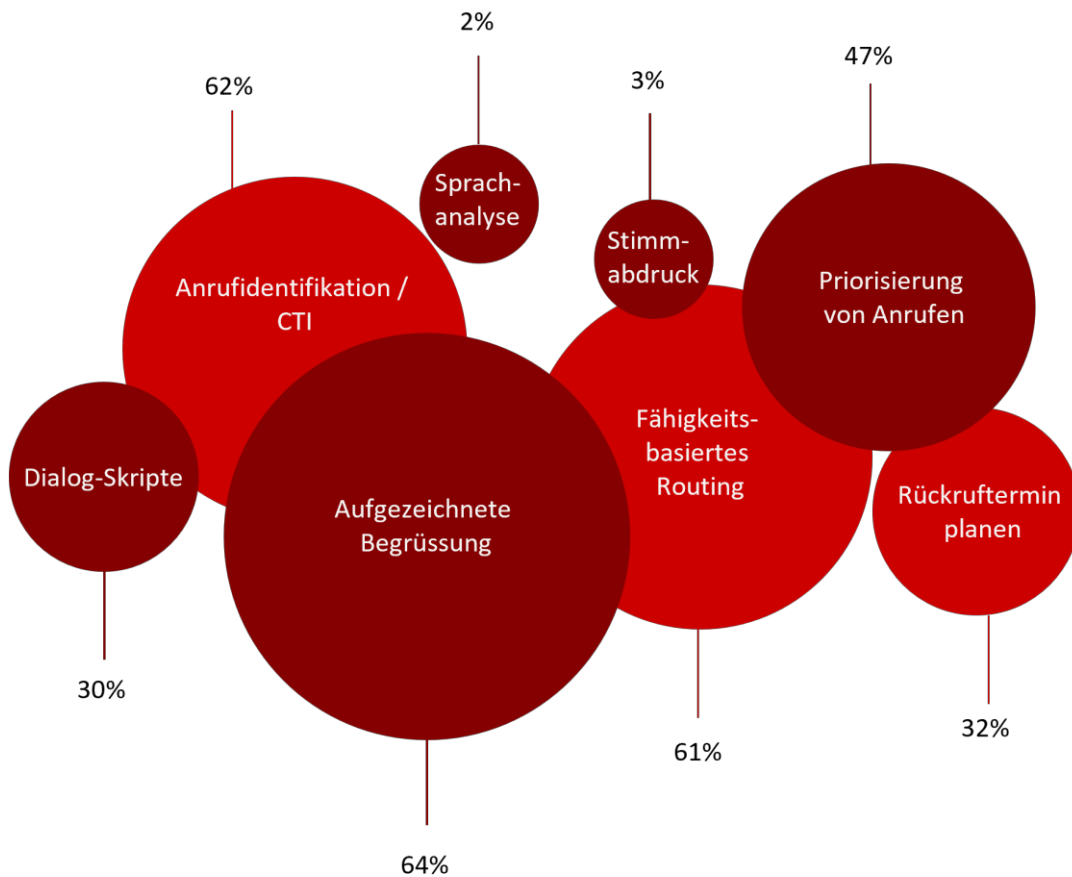 2%
62%
47%
3%
Sprach-
analyse
Stimm-
abdruck
Anrufidentifikation /
CTI
Priorisierung
von Anrufen
Fähigkeits-
basiertes
Routing
Dialog-Skripte
Rückruftermin
planen
Aufgezeichnete
Begrüssung
30%
32%
61%
64%